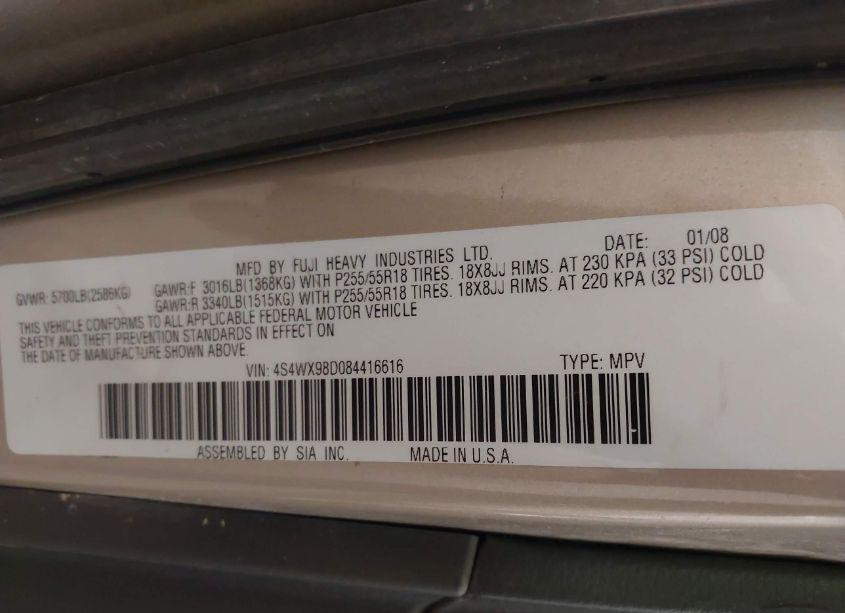 MFD BY FUJI HEAVY INDUSTRIES LTD. DATE: 01/08
GVWR: 5700LB(2586KG) GAWR:F 3016LB(1368KG) WITH P255/55R18 TIRES. 18X8JJ RIMS. AT 230 KPA (33 PSI) COLD
GAWR:R 3340LB(1515KG) WITH P255/55R18 TIRES. 18X8JJ RIMS. AT 220 KPA (32 PSI) COLD
THIS VEHICLE CONFORMS TO ALL APPLICABLE FEDERAL MOTOR VEHICLE
SAFETY AND THEFT PREVENTION STANDARDS IN EFFECT ON
THE DATE OF MANUFACTURE SHOWN ABOVE.
VIN: 4S4WX98D084416616 TYPE: MPV
ASSEMBLED BY SIA INC. MADE IN U.S.A.